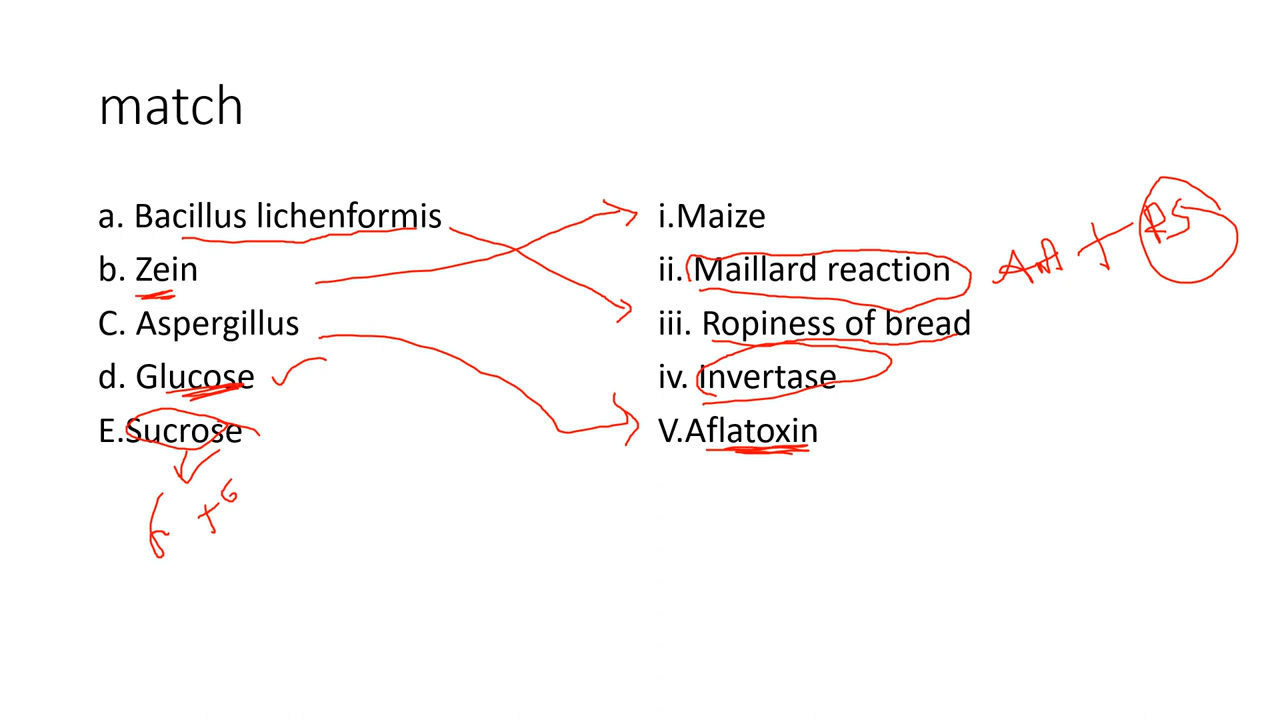 match
a. Bacillus lichenformis
b. Zein
C. Aspergillus
d. Glucose
E.Sucrose
i.Maize
ii. Maillard reaction
iii. Ropiness of bread
iv. Invertase
V.Aflatoxin
+ RS